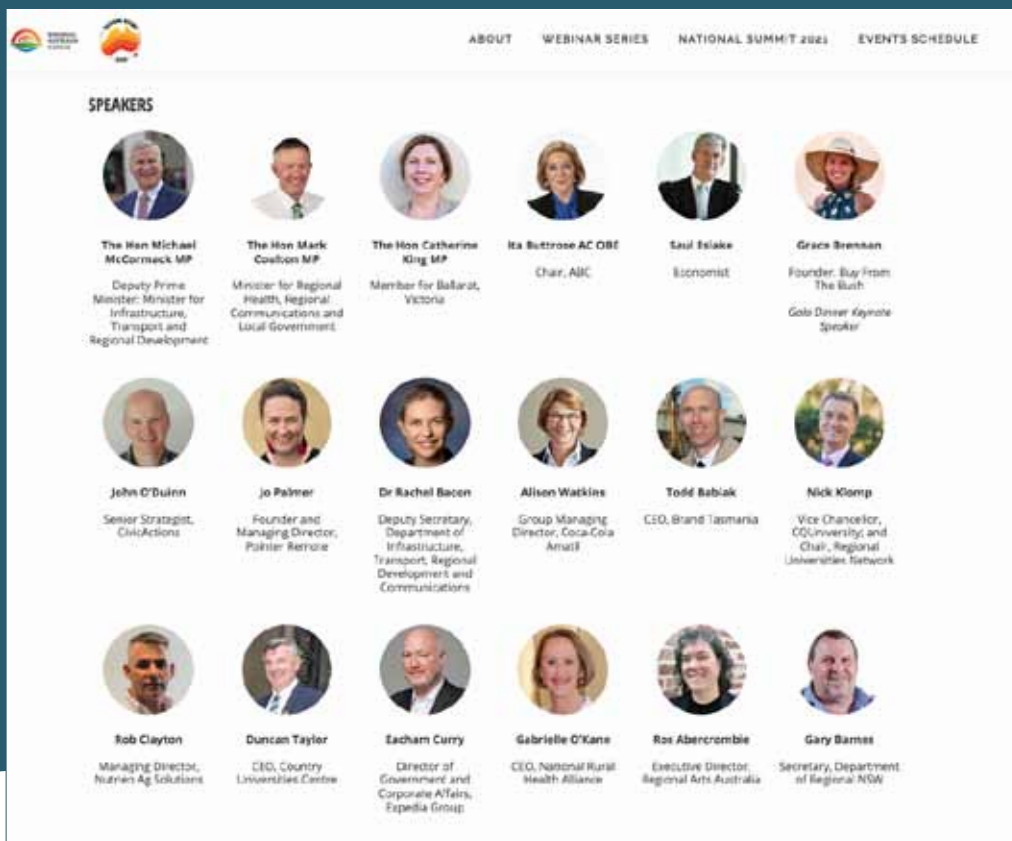 ABOUT WEBINAR SERIES NATIONAL SUMMIT 2021 EVENTS SCHEDULE
SPEAKERS
The Hon Michael
McCormack MP
Deputy Prime
Minister: Minister for
Infrastructure,
Transport and
Regional Development
The Hon Mark
Coulton MP
Minister for Regional
Health, Regional
Communications and
Local Government
The Hon Catherine
King MP
Member for Ballarat,
Victoria
Ita Buttrose AC OBE
Chair, ABC
Saul Eslake
Economist
Grace Brennan
Founder, Buy From
The Bush
Gala Dinner Keynote
Speaker
John O'Duinn
Senior Strategist,
CivicActions
Jo Palmer
Founder and
Managing Director,
Pointer Remote
Dr Rachel Bacon
Deputy Secretary,
Department of
Infrastructure,
Transport, Regional
Development and
Communications
Alison Watkins
Group Managing
Director, Coca-Cola
Amatil
Todd Babiak
CEO, Brand Tasmania
Nick Klomp
Vice Chancellor,
CQUniversity; and
Chair, Regional
Universities Network
Rob Clayton
Managing Director,
Nutrien Ag Solutions
Duncan Taylor
CEO, Country
Universities Centre
Eacham Curry
Director of
Government and
Corporate Affairs,
Expedia Group
Gabrielle O'Kane
CEO, National Rural
Health Alliance
Ros Abercrombie
Executive Director,
Regional Arts Australia
Gary Barnes
Secretary, Department
of Regional NSW